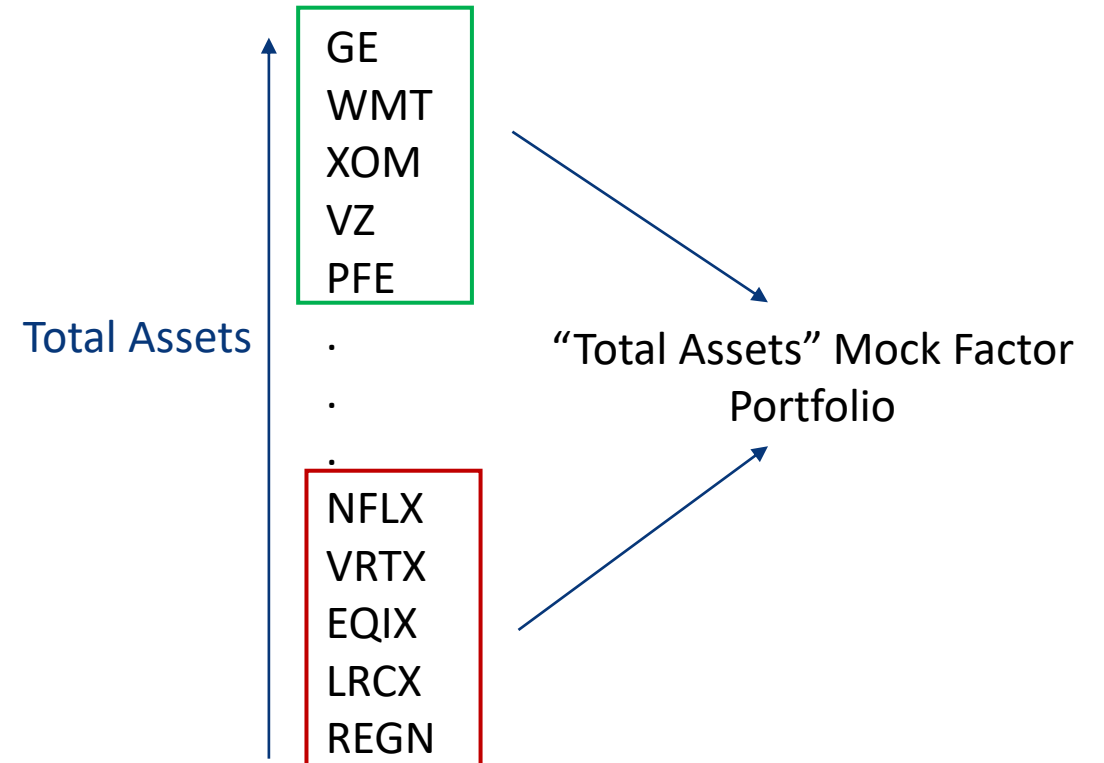 GE
WMT
XOM
VZ
PFE
Total Assets
.
.
.
“Total Assets” Mock Factor
Portfolio
NFLX
VRTX
EQIX
LRCX
REGN